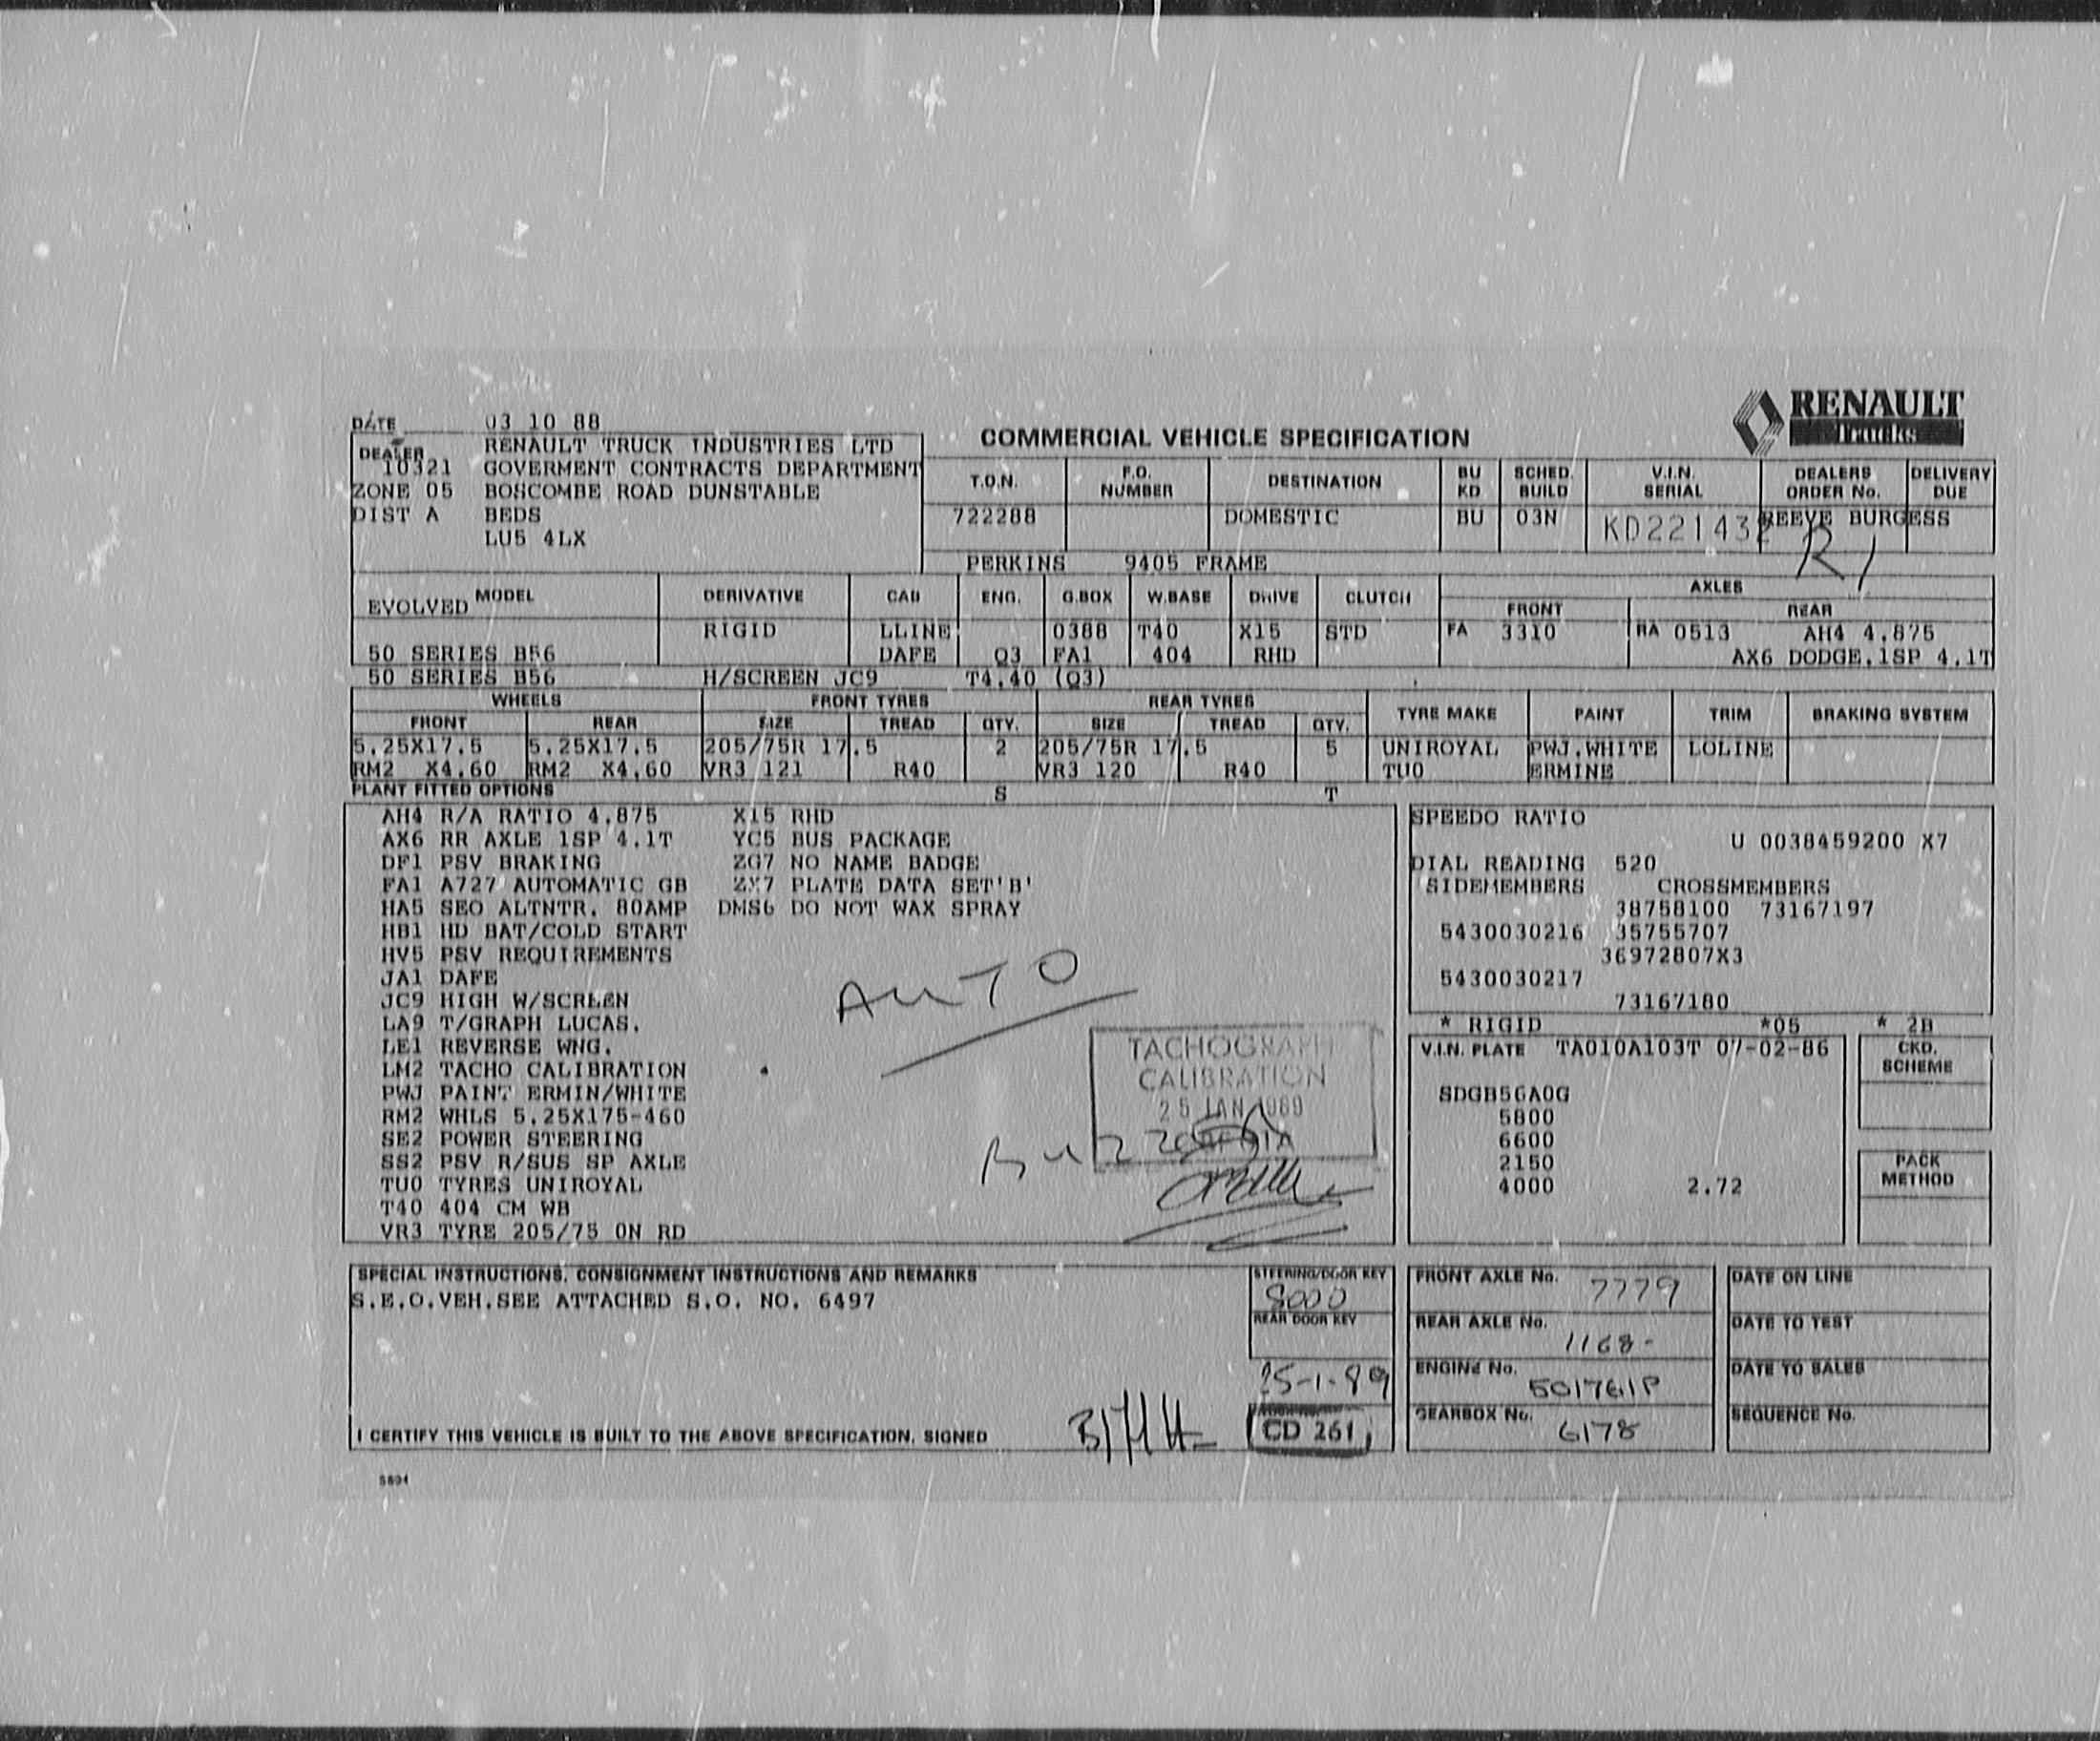 RENAULT
Trucks
DATE 03 10 88
COMMERCIAL VEHICLE SPECIFICATION
DEALER RENAULT TRUCK INDUSTRIES LTD
10321 GOVERMENT CONTRACTS DEPARTMENT
ZONE 05 BOSCOMBE ROAD DUNSTABLE
DIST A BEDS
LU5 4LX
T.O.N. P.O. NUMBER DESTINATION BU KD SCHED. BUILD V.I.N. SERIAL DEALERS ORDER No. DELIVERY DUE
722288 DOMESTIC BU 03N KD221432 REEVE BURGESS
R1
PERKINS 9405 FRAME
MODEL DERIVATIVE CAB ENG. G.BOX W.BASE DRIVE CLUTCH AXLES
EVOLVED FRONT REAR
RIGID LLINE 0388 T40 X15 STD FA 3310 RA 0513 AH4 4.875
50 SERIES B56 DAFE Q3 FA1 404 RHD AX6 DODGE.1SP 4.1T
50 SERIES B56 H/SCREEN JC9 T4.40 (Q3)
WHEELS FRONT TYRES REAR TYRES TYRE MAKE PAINT TRIM BRAKING SYSTEM
FRONT REAR SIZE TREAD QTY. SIZE TREAD QTY.
5.25X17.5 5.25X17.5 205/75R 17.5 2 205/75R 17.5 5 UNIROYAL PWJ.WHITE LOLINE
RM2 X4.60 RM2 X4.60 VR3 121 R40 VR3 120 R40 TU0 ERMINE
PLANT FITTED OPTIONS S T
AH4 R/A RATIO 4.875 X15 RHD
AX6 RR AXLE 1SP 4.1T YC5 BUS PACKAGE
DF1 PSV BRAKING ZG7 NO NAME BADGE
FA1 A727 AUTOMATIC GB ZX7 PLATE DATA SET'B'
HA5 SEO ALTNTR. 80AMP DMS6 DO NOT WAX SPRAY
HB1 HD BAT/COLD START
HV5 PSV REQUIREMENTS
JA1 DAFE
JC9 HIGH W/SCREEN
LA9 T/GRAPH LUCAS.
LE1 REVERSE WNG.
LM2 TACHO CALIBRATION
PWJ PAINT ERMIN/WHITE
RM2 WHLS 5.25X175-460
SE2 POWER STEERING
SS2 PSV R/SUS SP AXLE
TU0 TYRES UNIROYAL
T40 404 CM WB
VR3 TYRE 205/75 ON RD
AUTO
TACHOGRAPH
CALIBRATION
25 JAN 1989
SPEEDO RATIO
U 0038459200 X7
DIAL READING 520
SIDEMEMBERS CROSSMEMBERS
38758100 73167197
5430030216 35755707
36972807X3
5430030217
73167180
* RIGID *05 * 2B
V.I.N. PLATE TA010A103T 07-02-86
SDGB56A0G
5800
6600
2150
4000 2.72
CKD. SCHEME
PACK METHOD
SPECIAL INSTRUCTIONS, CONSIGNMENT INSTRUCTIONS AND REMARKS
S.E.O.VEH.SEE ATTACHED S.O. NO. 6497
I CERTIFY THIS VEHICLE IS BUILT TO THE ABOVE SPECIFICATION. SIGNED
STEERING/DOOR KEY
8000
REAR DOOR KEY
25-1-89
CD 261
FRONT AXLE No. 7779
REAR AXLE No. 1168-
ENGINE No. 501761P
GEARBOX No. 6178
DATE ON LINE
DATE TO TEST
DATE TO SALES
SEQUENCE No.
5894